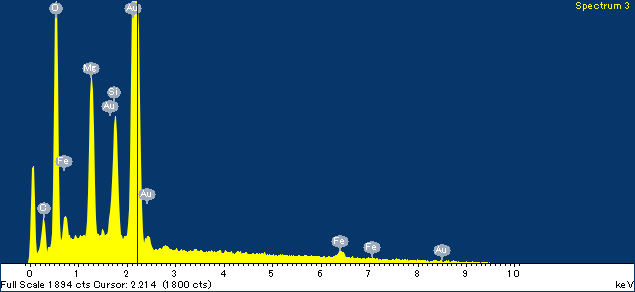 Spectrum 3
O Au
Mg
Si
Au
Fe
Au
Fe Fe Au
0 1 2 3 4 5 6 7 8 9 10
Full Scale 1894 cts Cursor: 2.214 (1800 cts) keV